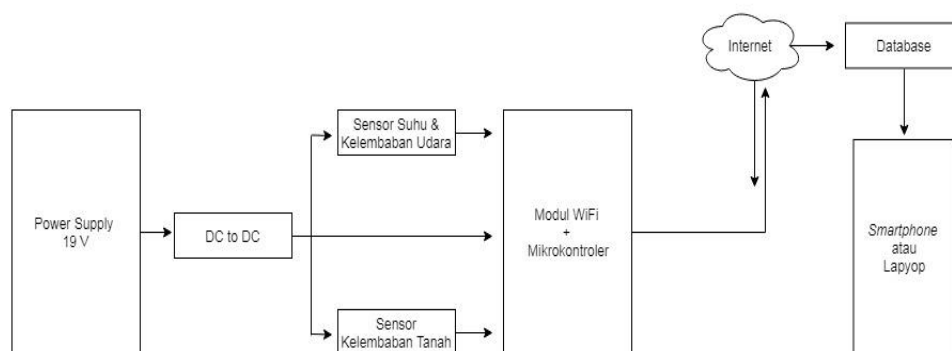 Power Supply
19 V
DC to DC
Sensor Suhu &
Kelembaban Udara
Sensor
Kelembaban Tanah
Modul WiFi
+
Mikrokontroler
Internet
Database
Smartphone
atau
Lapyop